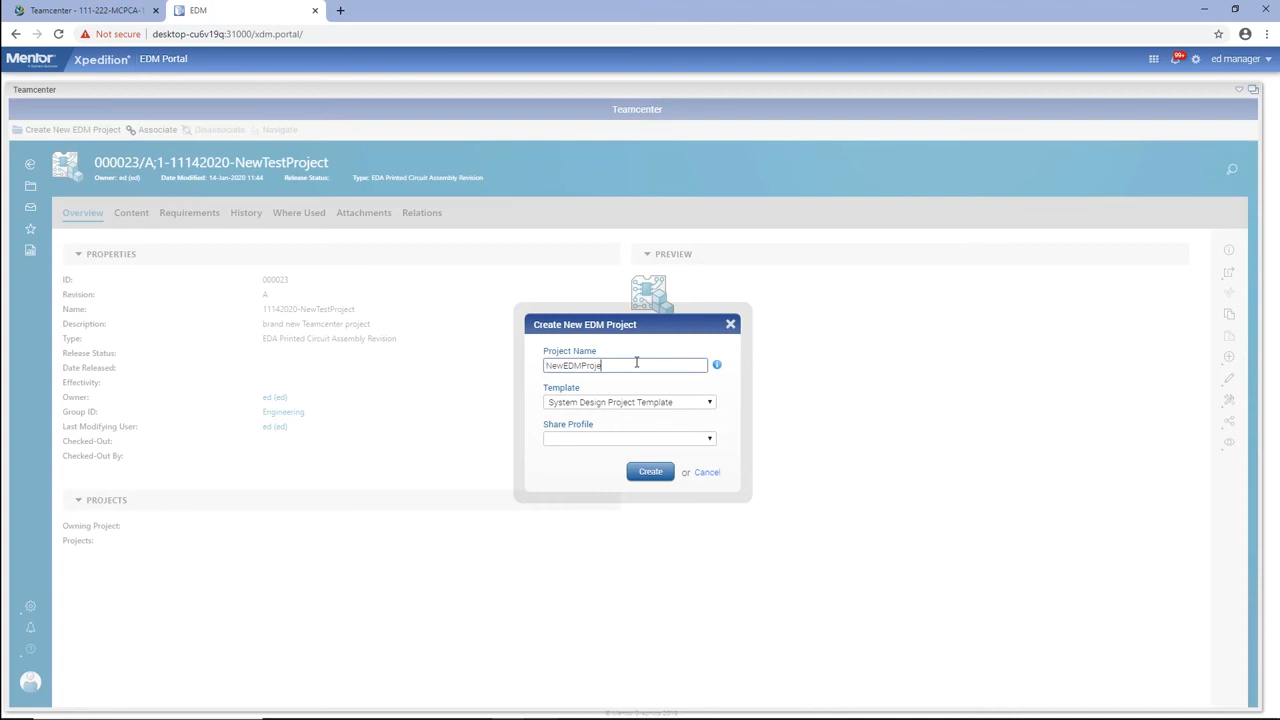 Teamcenter - 111-222-MCPCA-
EDM
Not secure
desktop-cu6v19q:31000/xdm.portal/
Mentor
Xpedition
EDM Portal
99+
ed manager
Teamcenter
Teamcenter
Create New EDM Project
Associate
Disassociate
Navigate
000023/A;1-11142020-NewTestProject
Owner: ed (ed)
Date Modified: 14-Jan-2020 11:44
Release Status:
Type: EDA Printed Circuit Assembly Revision
Overview
Content
Requirements
History
Where Used
Attachments
Relations
PROPERTIES
PREVIEW
ID: 000023
Revision: A
Name: 11142020-NewTestProject
Description: brand new Teamcenter project
Type: EDA Printed Circuit Assembly Revision
Release Status:
Date Released:
Effectivity:
Owner: ed (ed)
Group ID: Engineering
Last Modifying User: ed (ed)
Checked-Out:
Checked-Out By:
PROJECTS
Owning Project:
Projects:
Create New EDM Project
Project Name
NewEDMProje
Template
System Design Project Template
Share Profile
Create or Cancel